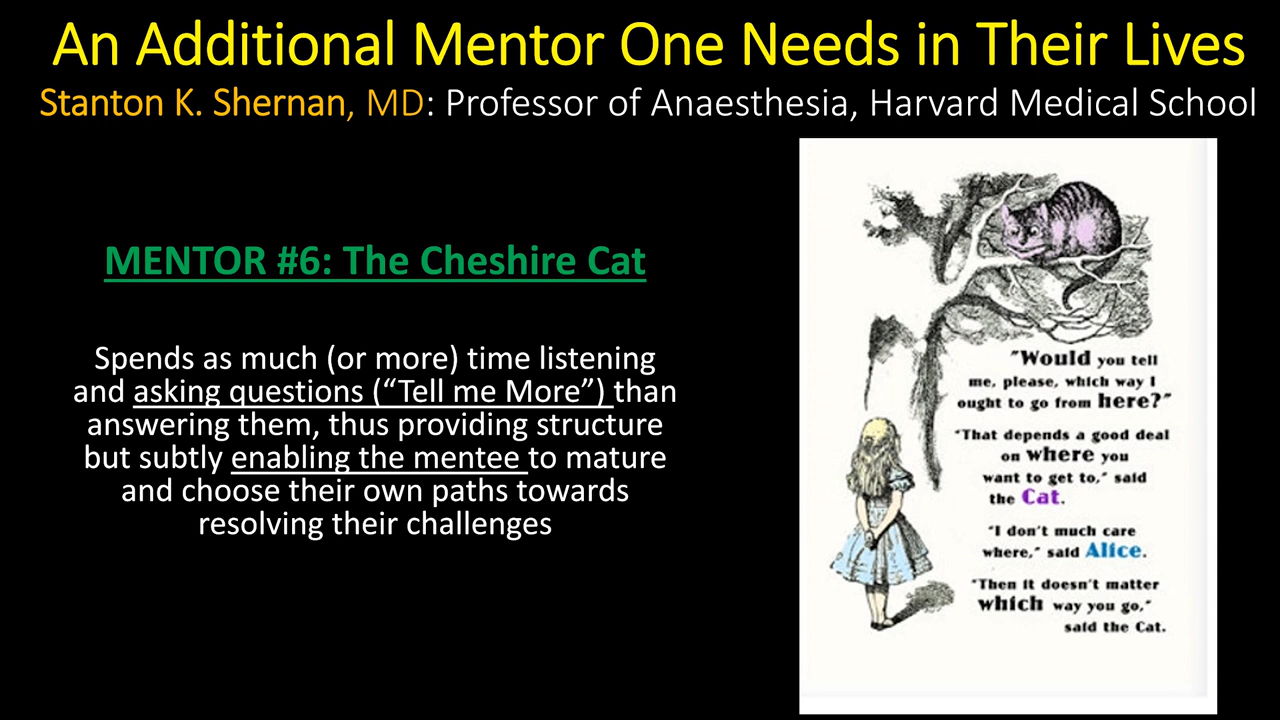 An Additional Mentor One Needs in Their Lives
Stanton K. Shernan, MD: Professor of Anaesthesia, Harvard Medical School
MENTOR #6: The Cheshire Cat
Spends as much (or more) time listening
and asking questions (“Tell me More”) than
answering them, thus providing structure
but subtly enabling the mentee to mature
and choose their own paths towards
resolving their challenges
"Would you tell
me, please, which way I
ought to go from here?"
"That depends a good deal
on where you
want to get to," said
the Cat.
"I don't much care
where," said Alice.
"Then it doesn't matter
which way you go,"
said the Cat.